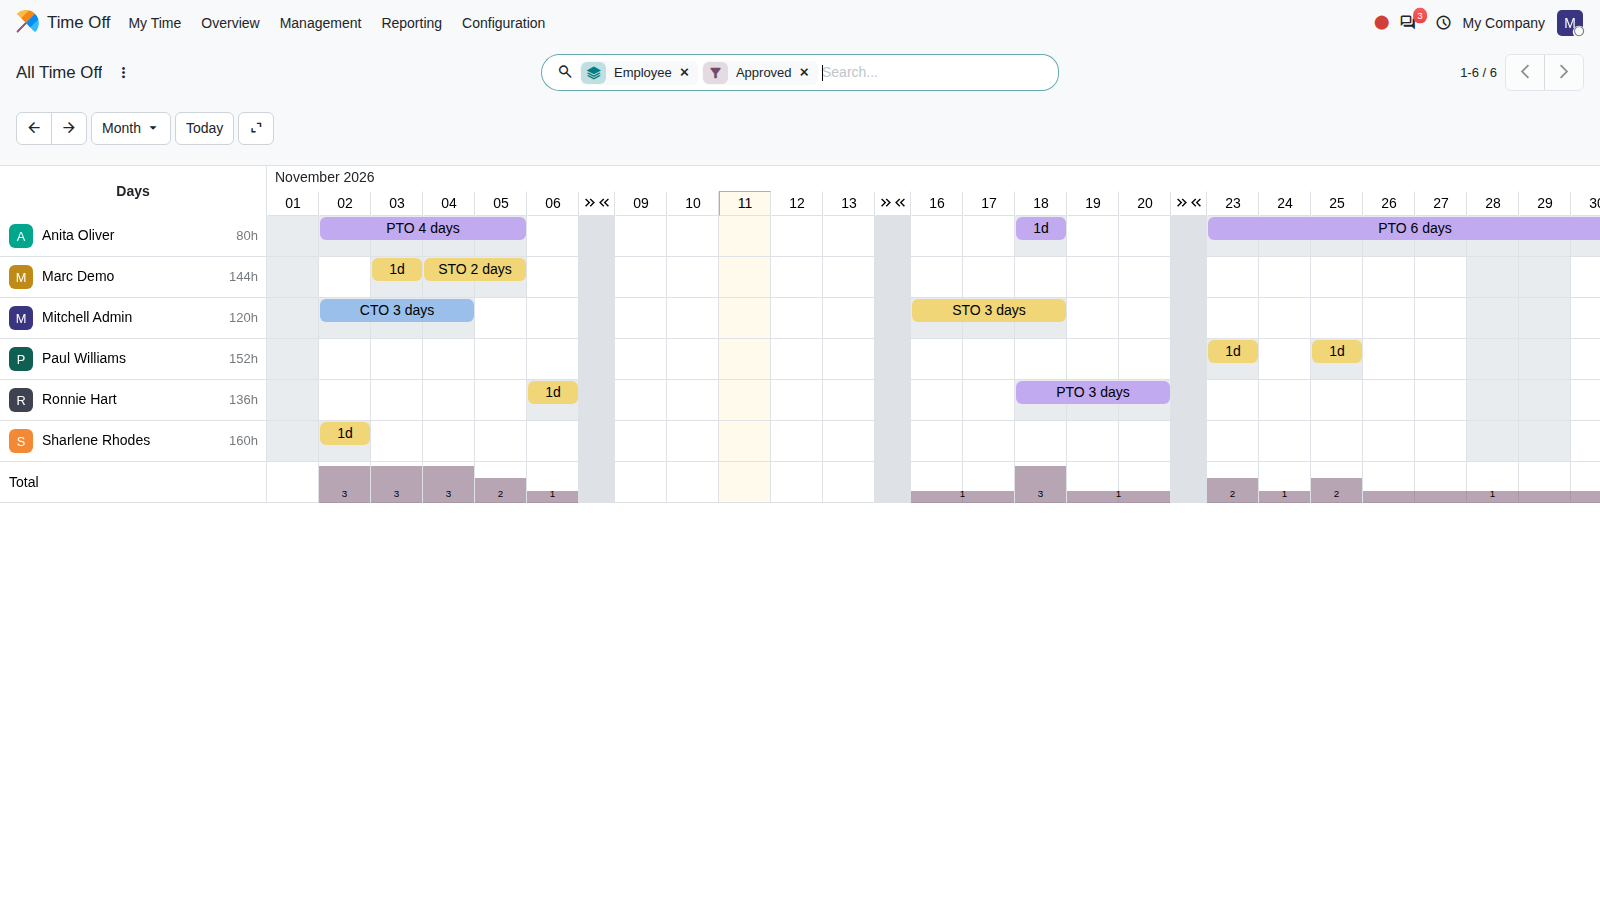 Time Off My Time Overview Management Reporting Configuration 3 My Company M
All Time Off Employee × Approved × Search... 1-6 / 6
Month Today
Days November 2026
01 02 03 04 05 06 09 10 11 12 13 16 17 18 19 20 23 24 25 26 27 28 29 30
A Anita Oliver 80h PTO 4 days 1d PTO 6 days
M Marc Demo 144h 1d STO 2 days
M Mitchell Admin 120h CTO 3 days STO 3 days
P Paul Williams 152h 1d 1d
R Ronnie Hart 136h 1d PTO 3 days
S Sharlene Rhodes 160h 1d
Total 3 3 3 2 1 1 3 1 2 1 2 1